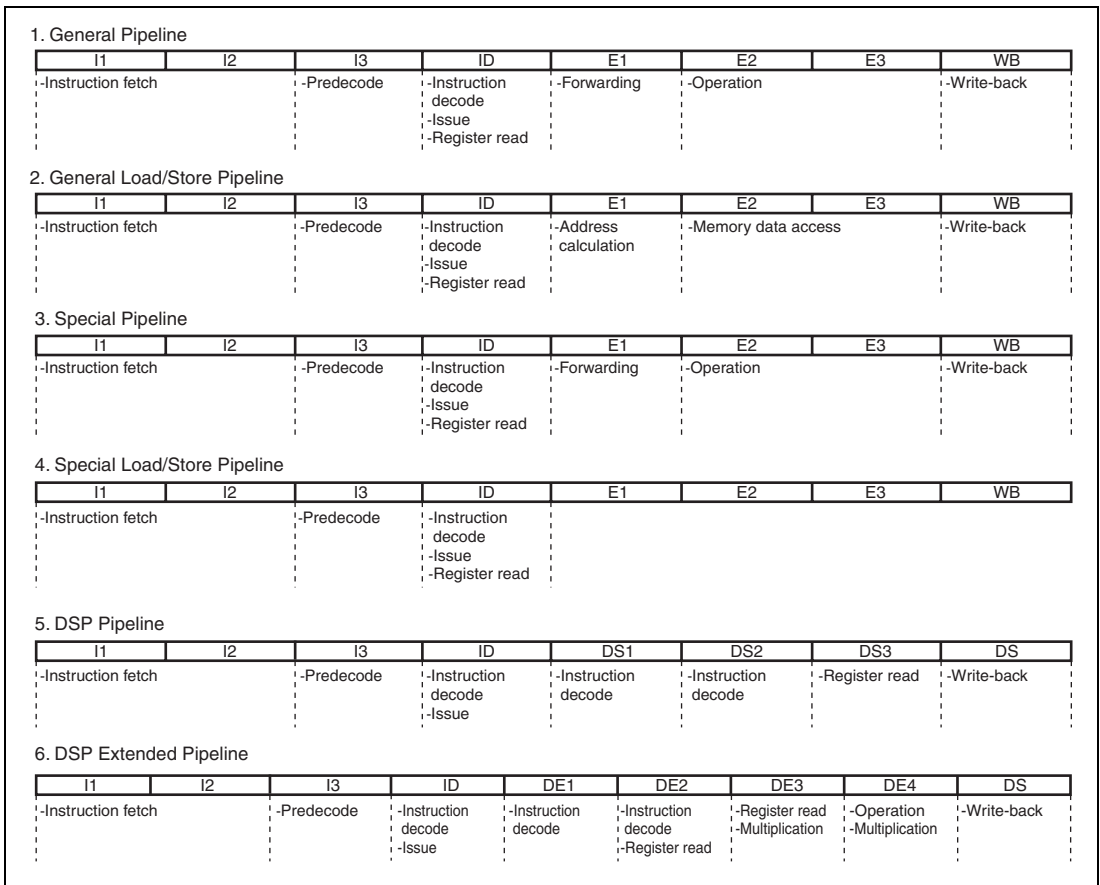 1. General Pipeline
I1 I2 I3 ID E1 E2 E3 WB
-Instruction fetch -Predecode -Instruction -Forwarding -Operation -Write-back
decode
-Issue
-Register read
2. General Load/Store Pipeline
I1 I2 I3 ID E1 E2 E3 WB
-Instruction fetch -Predecode -Instruction -Address -Memory data access -Write-back
decode calculation
-Issue
-Register read
3. Special Pipeline
I1 I2 I3 ID E1 E2 E3 WB
-Instruction fetch -Predecode -Instruction -Forwarding -Operation -Write-back
decode
-Issue
-Register read
4. Special Load/Store Pipeline
I1 I2 I3 ID E1 E2 E3 WB
-Instruction fetch -Predecode -Instruction
decode
-Issue
-Register read
5. DSP Pipeline
I1 I2 I3 ID DS1 DS2 DS3 DS
-Instruction fetch -Predecode -Instruction -Instruction -Instruction -Register read -Write-back
decode decode decode
-Issue
6. DSP Extended Pipeline
I1 I2 I3 ID DE1 DE2 DE3 DE4 DS
-Instruction fetch -Predecode -Instruction -Instruction -Instruction -Register read -Operation -Write-back
decode decode decode -Multiplication -Multiplication
-Issue -Register read